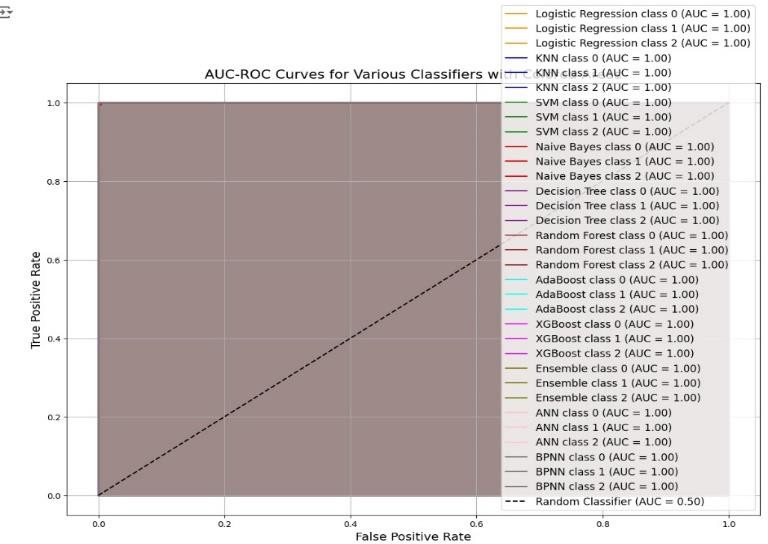 Logistic Regression class 0 (AUC = 1.00)
Logistic Regression class 1 (AUC = 1.00)
Logistic Regression class 2 (AUC = 1.00)
KNN class 0 (AUC = 1.00)
AUC-ROC Curves for Various Classifiers with
KNN class 1 (AUC = 1.00)
KNN class 2 (AUC = 1.00)
SVM class 0 (AUC = 1.00)
SVM class 1 (AUC = 1.00)
SVM class 2 (AUC = 1.00)
Naive Bayes class 0 (AUC = 1.00)
Naive Bayes class 1 (AUC = 1.00)
Naive Bayes class 2 (AUC = 1.00)
Decision Tree class 0 (AUC = 1.00)
Decision Tree class 1 (AUC = 1.00)
Decision Tree class 2 (AUC = 1.00)
Random Forest class 0 (AUC = 1.00)
Random Forest class 1 (AUC = 1.00)
Random Forest class 2 (AUC = 1.00)
AdaBoost class 0 (AUC = 1.00)
AdaBoost class 1 (AUC = 1.00)
AdaBoost class 2 (AUC = 1.00)
XGBoost class 0 (AUC = 1.00)
XGBoost class 1 (AUC = 1.00)
XGBoost class 2 (AUC = 1.00)
Ensemble class 0 (AUC = 1.00)
Ensemble class 1 (AUC = 1.00)
Ensemble class 2 (AUC = 1.00)
ANN class 0 (AUC = 1.00)
ANN class 1 (AUC = 1.00)
ANN class 2 (AUC = 1.00)
BPNN class 0 (AUC = 1.00)
BPNN class 1 (AUC = 1.00)
BPNN class 2 (AUC = 1.00)
Random Classifier (AUC = 0.50)
True Positive Rate
1.0
0.8
0.6
0.4
0.2
0.0
0.0 0.2 0.4 0.6 0.8 1.0
False Positive Rate